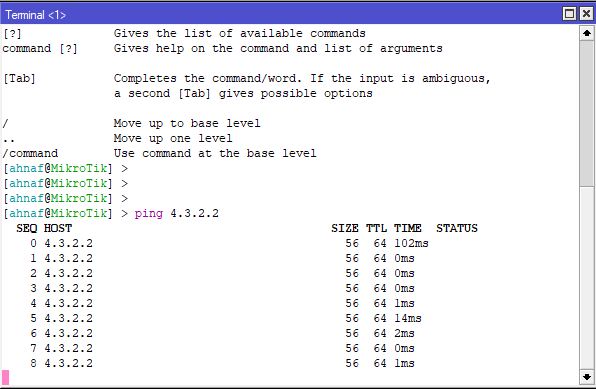 Terminal <1>
[?] Gives the list of available commands
command [?] Gives help on the command and list of arguments
[Tab] Completes the command/word. If the input is ambiguous,
a second [Tab] gives possible options
/ Move up to base level
.. Move up one level
/command Use command at the base level
[ahnaf@MikroTik] >
[ahnaf@MikroTik] >
[ahnaf@MikroTik] >
[ahnaf@MikroTik] > ping 4.3.2.2
SEQ HOST SIZE TTL TIME STATUS
0 4.3.2.2 56 64 102ms
1 4.3.2.2 56 64 0ms
2 4.3.2.2 56 64 0ms
3 4.3.2.2 56 64 0ms
4 4.3.2.2 56 64 1ms
5 4.3.2.2 56 64 14ms
6 4.3.2.2 56 64 2ms
7 4.3.2.2 56 64 0ms
8 4.3.2.2 56 64 1ms